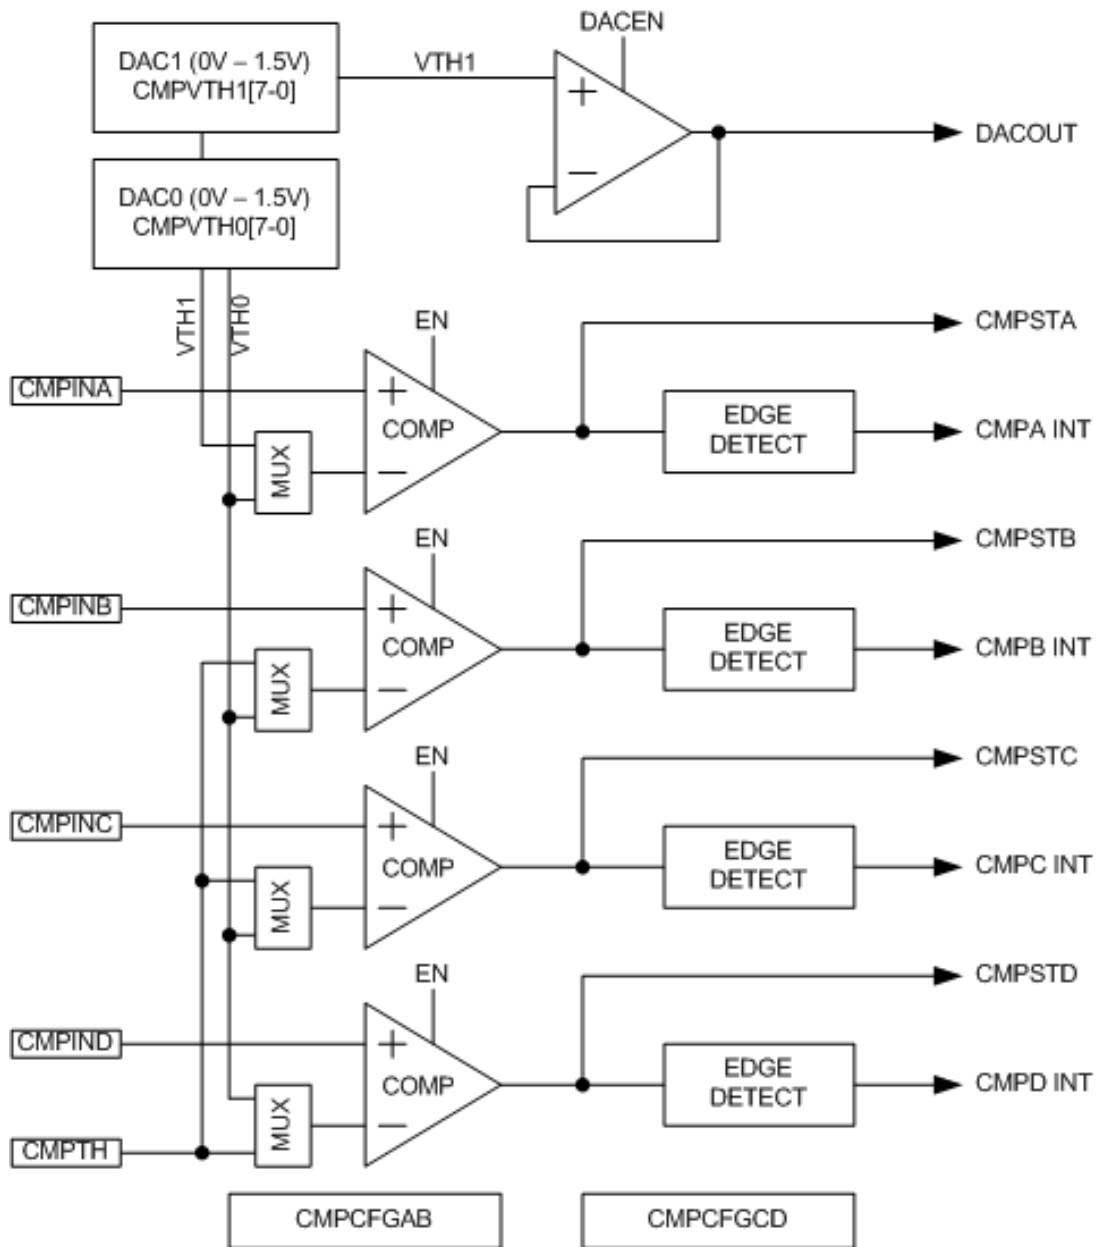 DACEN
DAC1 (0V – 1.5V)
CMPVTH1[7-0]
VTH1
+
–
DACOUT
DAC0 (0V – 1.5V)
CMPVTH0[7-0]
VTH1
VTH0
EN
CMPSTA
CMPINA
+
COMP
–
MUX
EDGE
DETECT
CMPA INT
EN
CMPSTB
CMPINB
+
COMP
–
MUX
EDGE
DETECT
CMPB INT
EN
CMPSTC
CMPINC
+
COMP
–
MUX
EDGE
DETECT
CMPC INT
EN
CMPSTD
CMPIND
+
COMP
–
MUX
EDGE
DETECT
CMPD INT
CMPTH
CMPCFGAB
CMPCFGCD